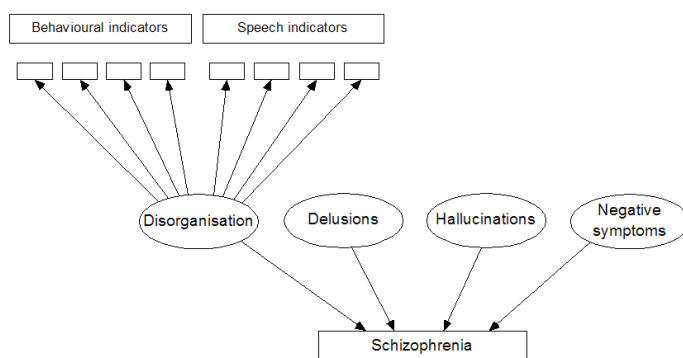 Behavioural indicators
Speech indicators
Disorganisation
Delusions
Hallucinations
Negative
symptoms
Schizophrenia